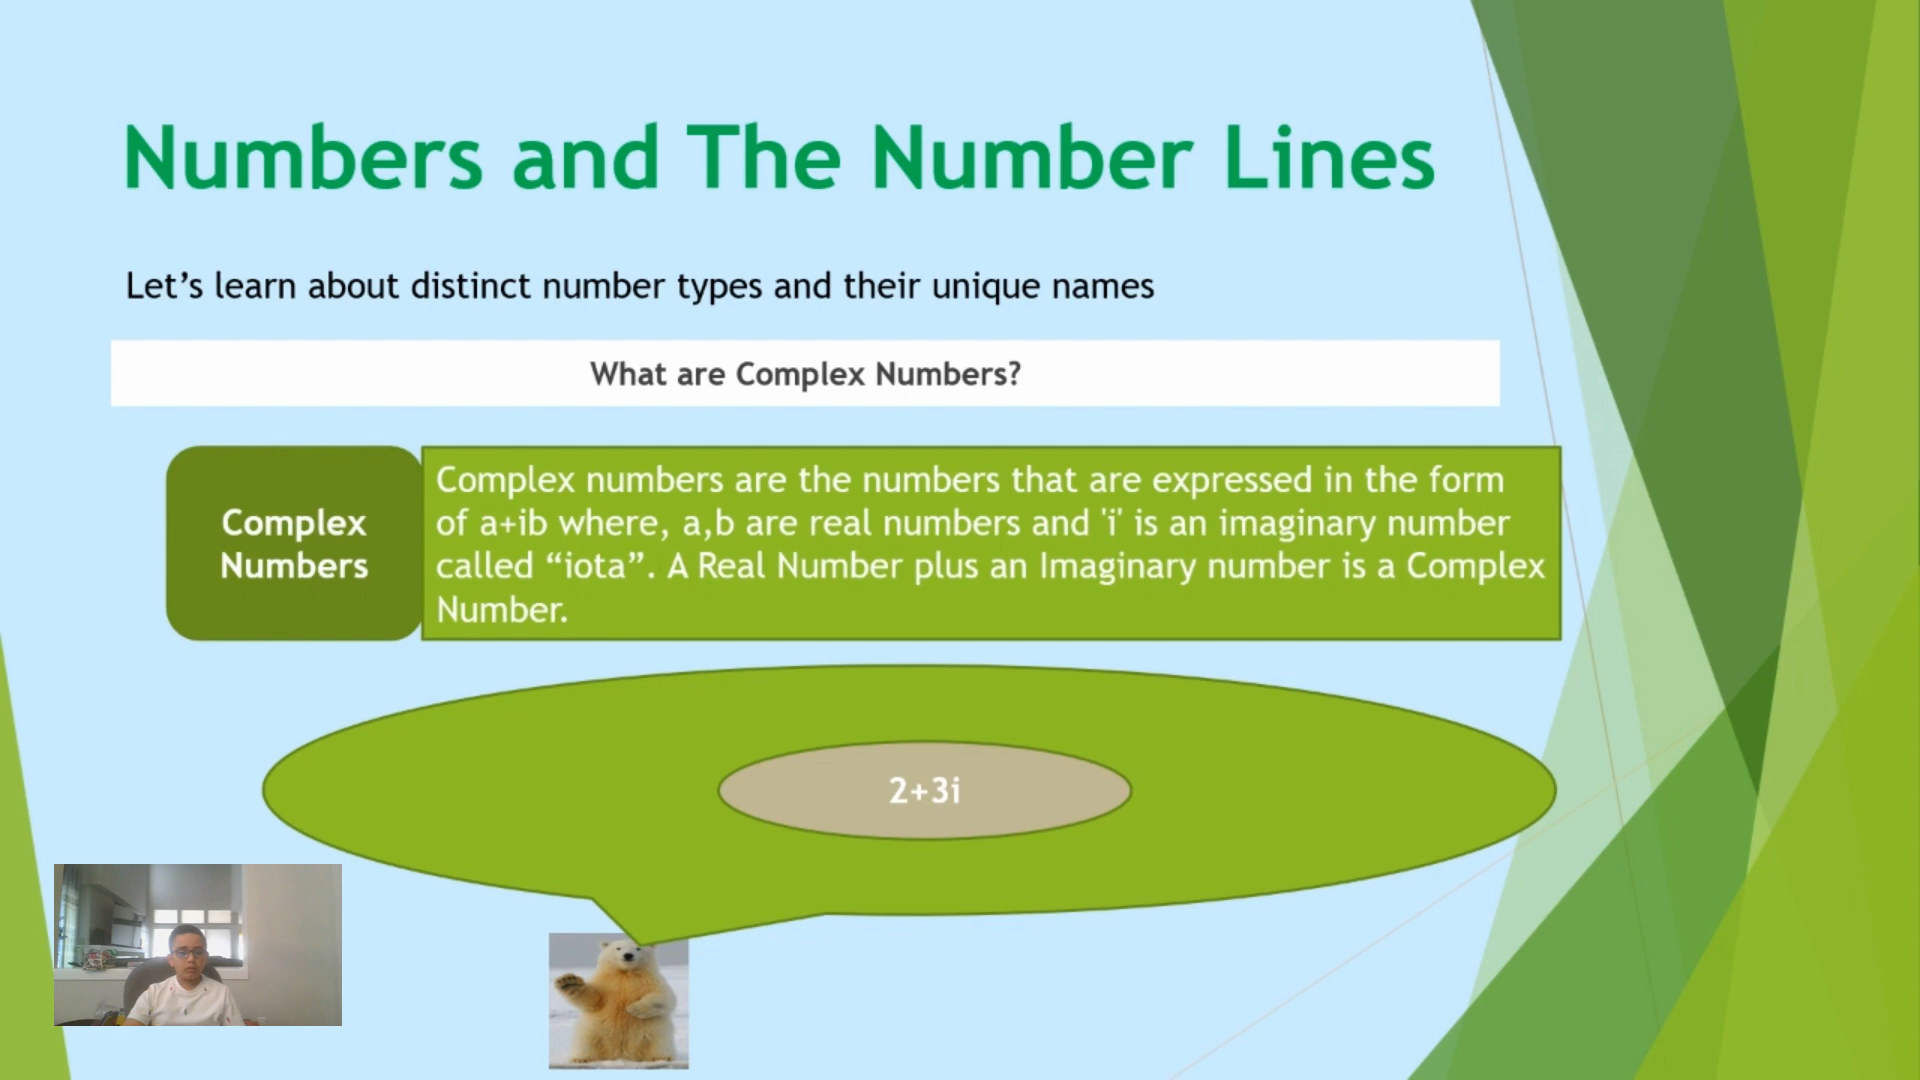 Numbers and The Number Lines
Let’s learn about distinct number types and their unique names
What are Complex Numbers?
Complex
Numbers
Complex numbers are the numbers that are expressed in the form
of a+ib where, a,b are real numbers and 'i' is an imaginary number
called “iota”. A Real Number plus an Imaginary number is a Complex
Number.
2+3i